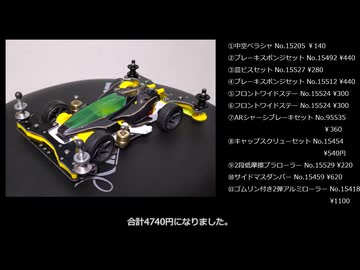 ①中空ペラシャ No.15205 ￥140
②ブレーキスポンジセット No.15492 ¥440
③皿ビスセット No.15527 ¥280
④ブレーキスポンジセット No.15512 ¥440
⑤フロントワイドステー No.15524 ¥300
⑥フロントワイドステー No.15524 ¥300
⑦ARシャーシブレーキセット No.95535
¥360
⑧キャップスクリューセット No.15454
¥540円
⑨2段低摩擦プラローラー No.15529 ¥220
⑩サイドマスダンパー No.15459 ¥620
⑪ゴムリン付き2弾アルミローラー No.15418
¥1100
合計4740円になりました。